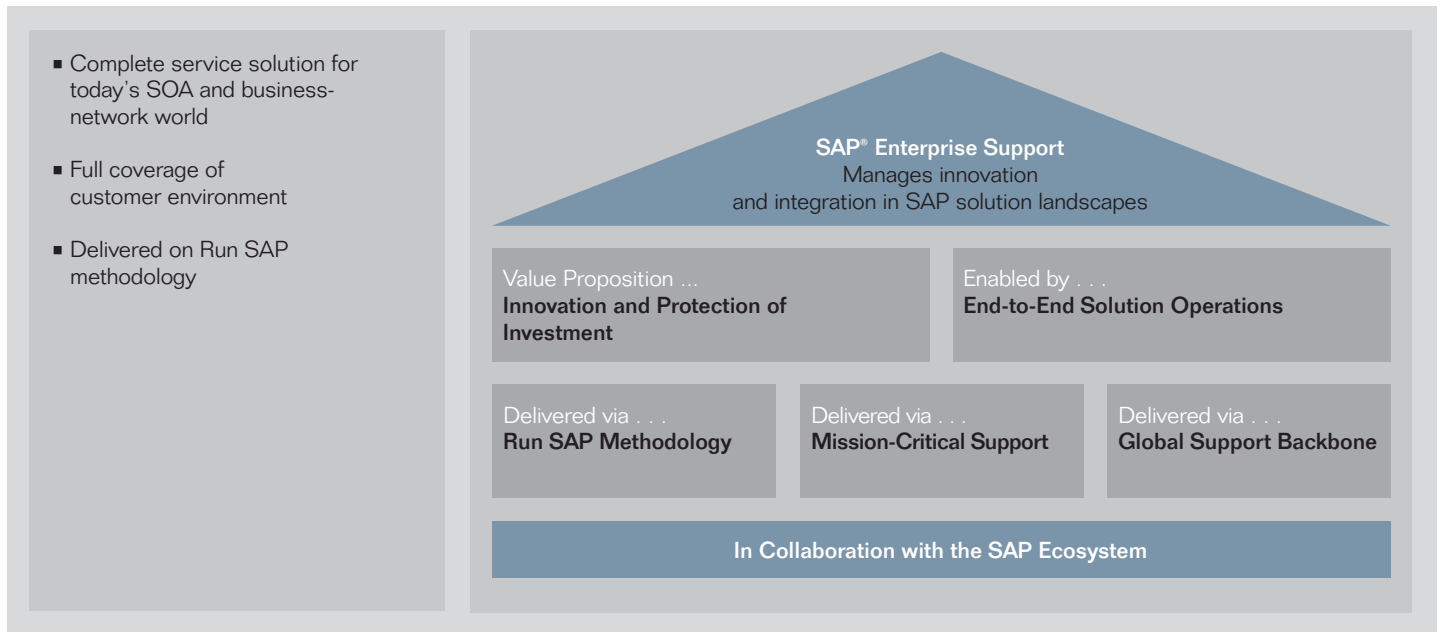 ▪ Complete service solution for
today's SOA and business-
network world
▪ Full coverage of
customer environment
▪ Delivered on Run SAP
methodology
SAP® Enterprise Support
Manages innovation
and integration in SAP solution landscapes
Value Proposition ...
Innovation and Protection of
Investment
Enabled by . . .
End-to-End Solution Operations
Delivered via . . .
Run SAP Methodology
Delivered via . . .
Mission-Critical Support
Delivered via . . .
Global Support Backbone
In Collaboration with the SAP Ecosystem